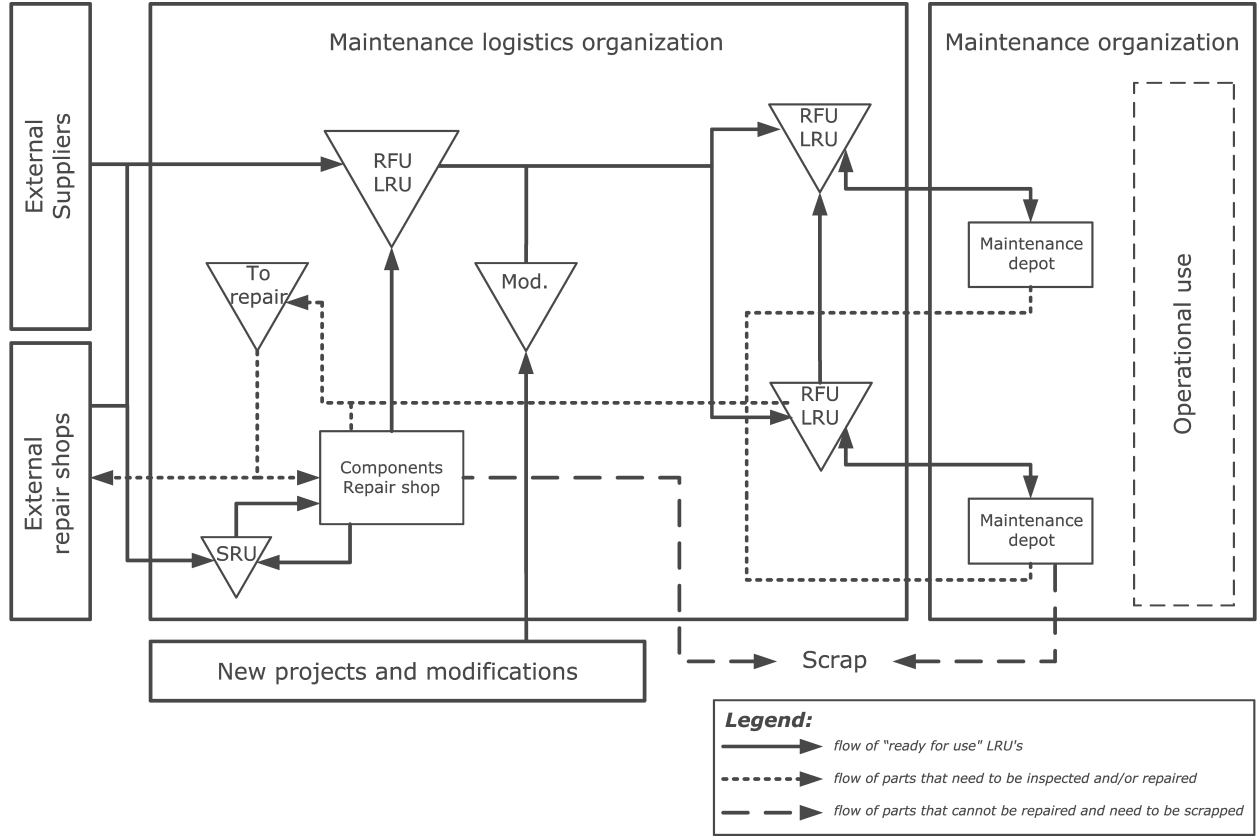 Maintenance logistics organization
Maintenance organization
External
Suppliers
RFU
LRU
RFU
LRU
To
repair
Mod.
Maintenance
depot
Operational use
External
repair shops
RFU
LRU
Components
Repair shop
SRU
Maintenance
depot
New projects and modifications
Scrap
Legend:
flow of “ready for use" LRU's
flow of parts that need to be inspected and/or repaired
flow of parts that cannot be repaired and need to be scrapped